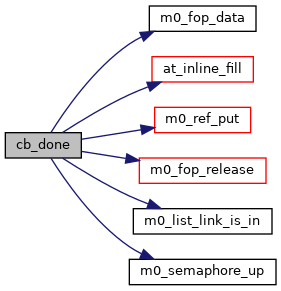 m0_fop_data
at_inline_fill
m0_ref_put
cb_done
m0_fop_release
m0_list_link_is_in
m0_semaphore_up